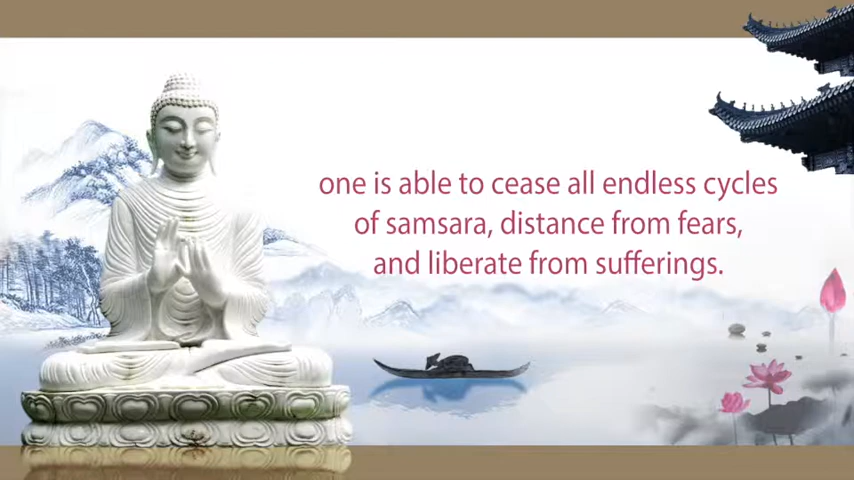 one is able to cease all endless cycles
of samsara, distance from fears,
and liberate from sufferings.